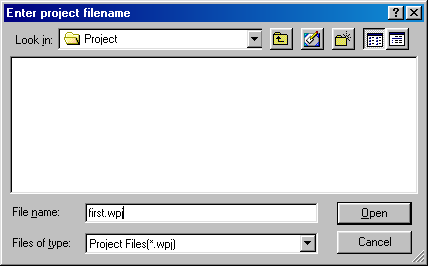 Enter project filename
Look in: Project
File name: first.wpj Open
Files of type: Project Files(*.wpj) Cancel